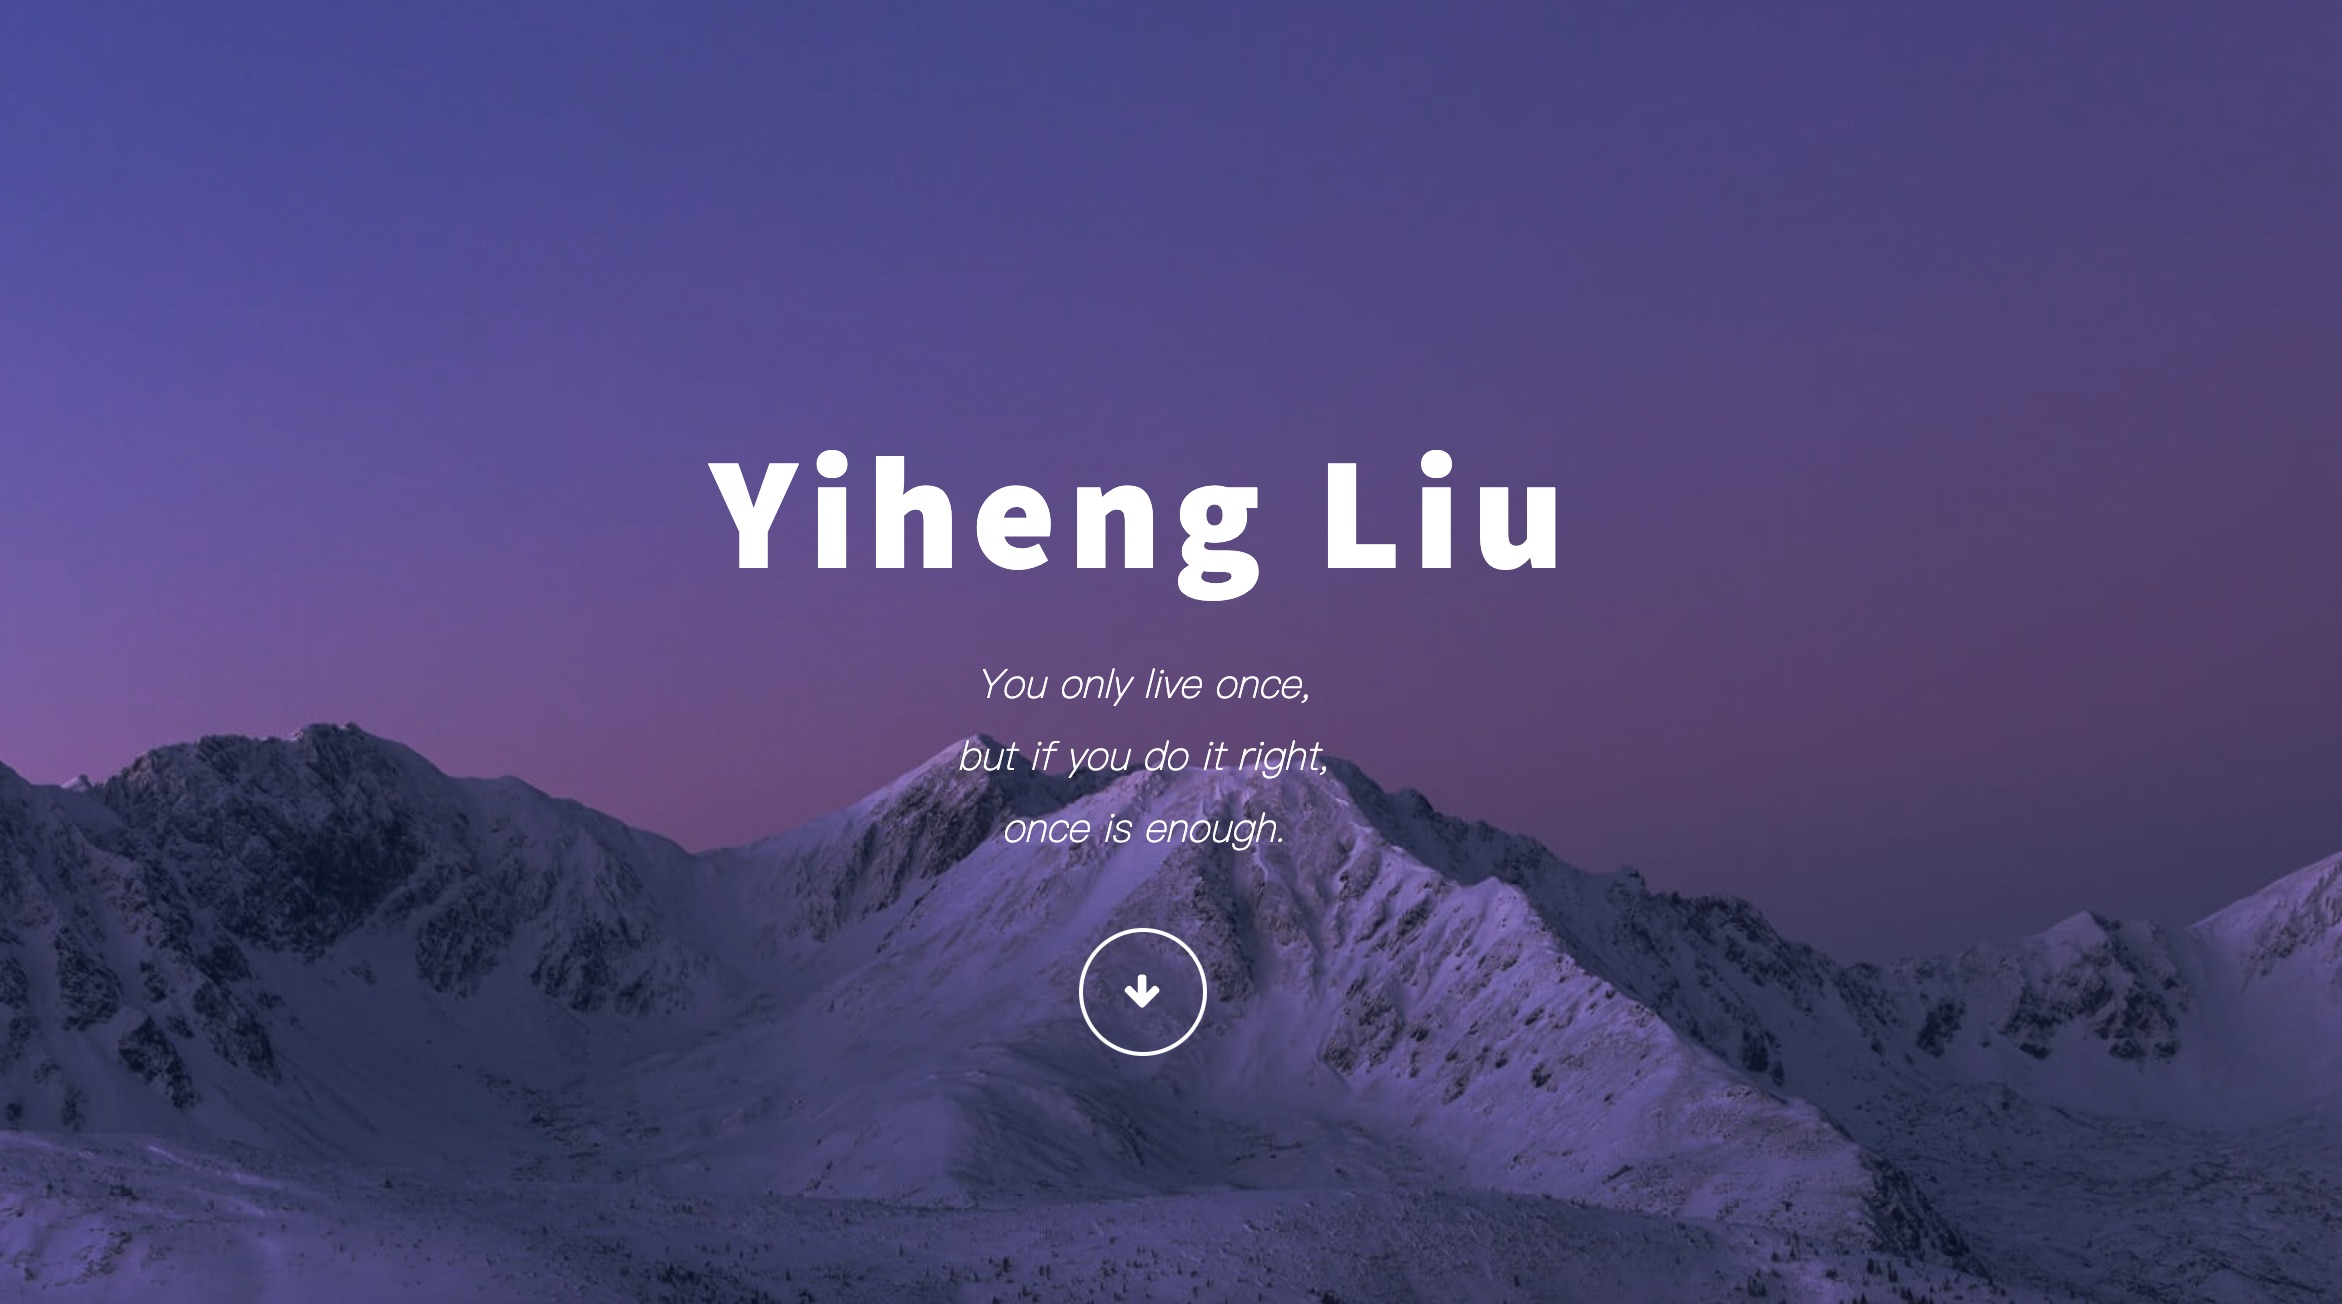 Yiheng Liu
You only live once,
but if you do it right,
once is enough.